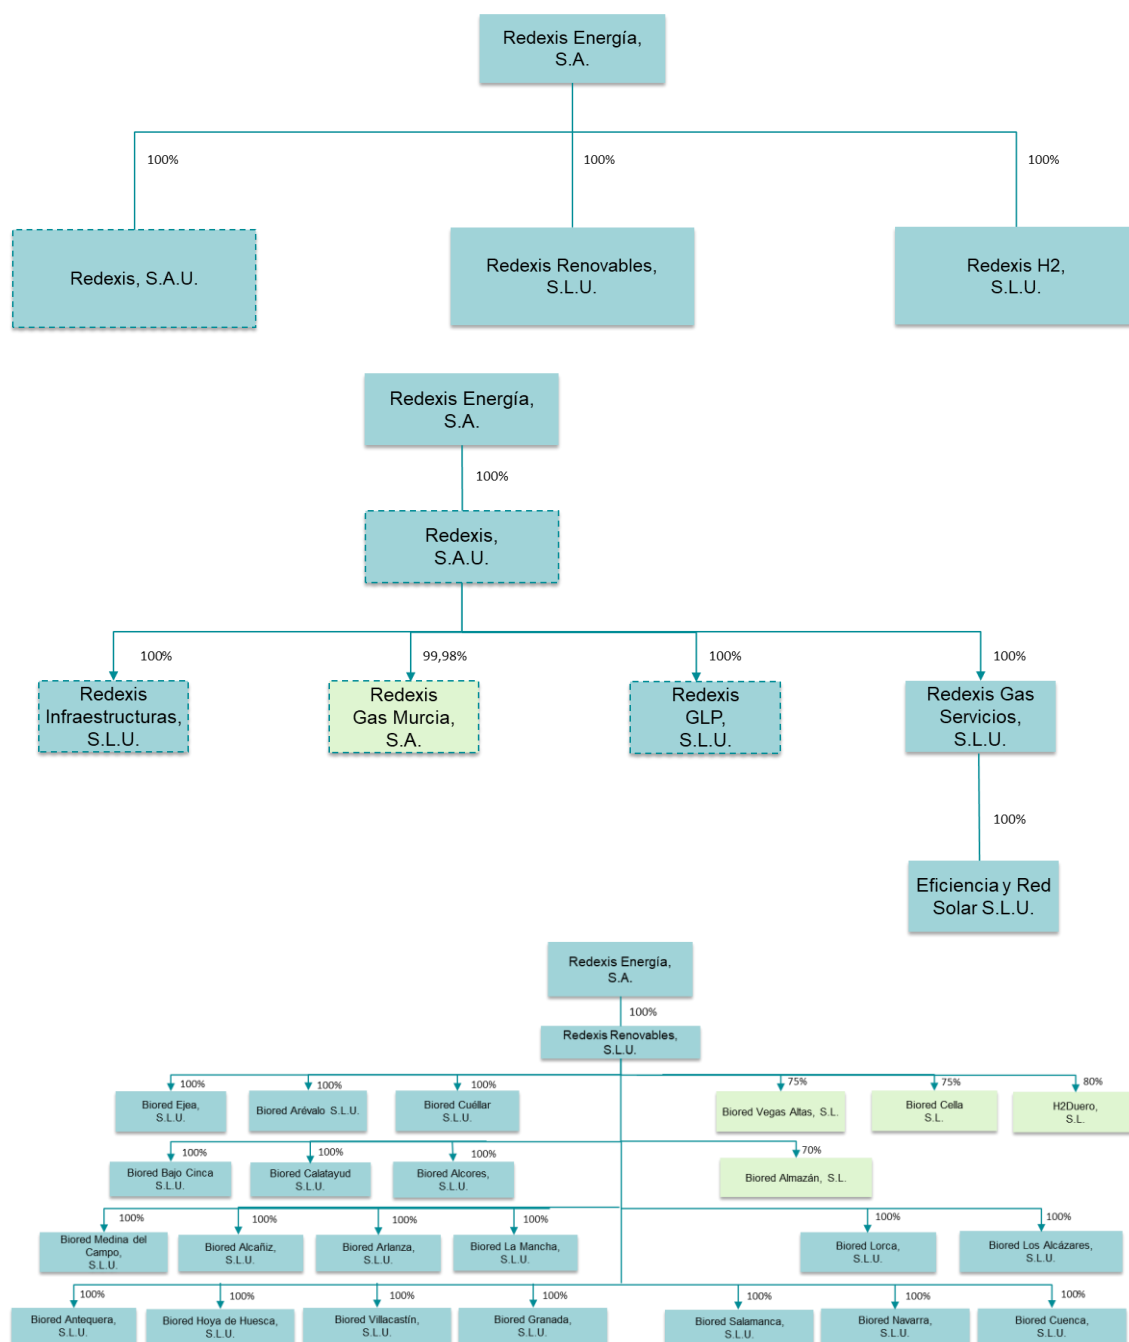 Redexis Energía,
S.A.
100%
100%
100%
Redexis, S.A.U.
Redexis Renovables,
S.L.U.
Redexis H2,
S.L.U.
Redexis Energía,
S.A.
100%
Redexis,
S.A.U.
100%
99,98%
100%
100%
Redexis
Infraestructuras,
S.L.U.
Redexis
Gas Murcia,
S.A.
Redexis
GLP,
S.L.U.
Redexis Gas
Servicios,
S.L.U.
100%
Eficiencia y Red
Solar S.L.U.
Redexis Energía,
S.A.
100%
Redexis Renovables,
S.L.U.
100%
100%
100%
75%
75%
80%
Biored Ejea,
S.L.U.
Biored Arévalo S.L.U.
Biored Cuéllar
S.L.U.
Biored Vegas Altas, S.L.
Biored Cella
S.L.
H2Duero,
S.L.
100%
100%
100%
70%
Biored Bajo Cinca
S.L.U.
Biored Calatayud
S.L.U.
Biored Alcores,
S.L.U.
Biored Almazán, S.L.
100%
100%
100%
100%
100%
100%
Biored Medina del
Campo,
S.L.U.
Biored Alcañiz,
S.L.U.
Biored Arlanza,
S.L.U.
Biored La Mancha,
S.L.U.
Biored Lorca,
S.L.U.
Biored Los Alcázares,
S.L.U.
100%
100%
100%
100%
100%
100%
100%
Biored Antequera,
S.L.U.
Biored Hoya de Huesca,
S.L.U.
Biored Villacastín,
S.L.U.
Biored Granada,
S.L.U.
Biored Salamanca,
S.L.U.
Biored Navarra,
S.L.U.
Biored Cuenca,
S.L.U.